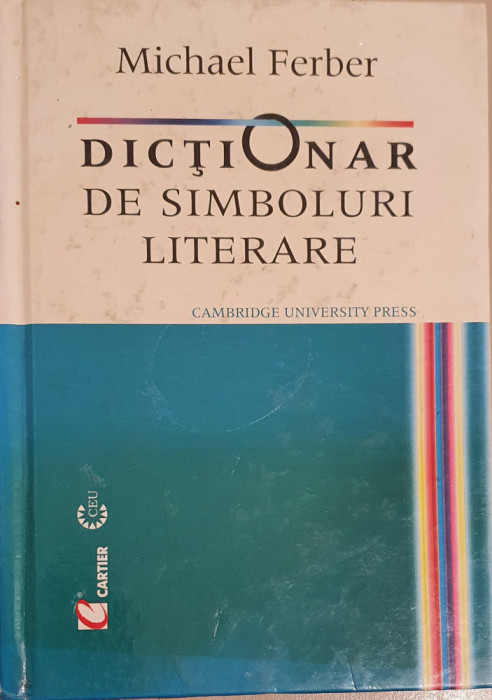 Michael Ferber
DICŢIONAR
DE SIMBOLURI
LITERARE
CAMBRIDGE UNIVERSITY PRESS
CEU
CARTIER